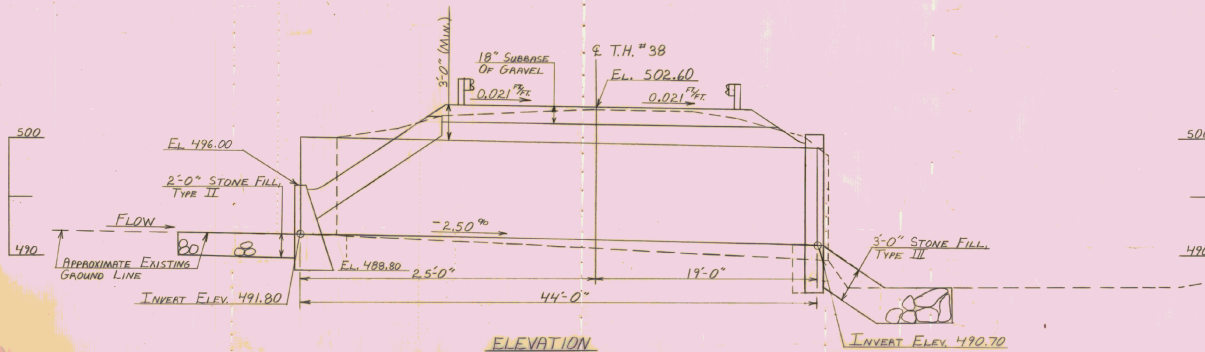 3'-0" (MIN.)
18" SUBBASE
OF GRAVEL
℄ T.H. #38
EL. 502.60
0.021 FT/FT.
0.021 FT/FT.
500
500
EL 496.00
2'-0" STONE FILL,
TYPE II
FLOW
-2.50 %
490
490
APPROXIMATE EXISTING
GROUND LINE
EL. 488.80
25'-0"
19'-0"
3'-0" STONE FILL,
TYPE III
INVERT ELEV. 491.80
44'-0"
INVERT ELEV. 490.70
ELEVATION